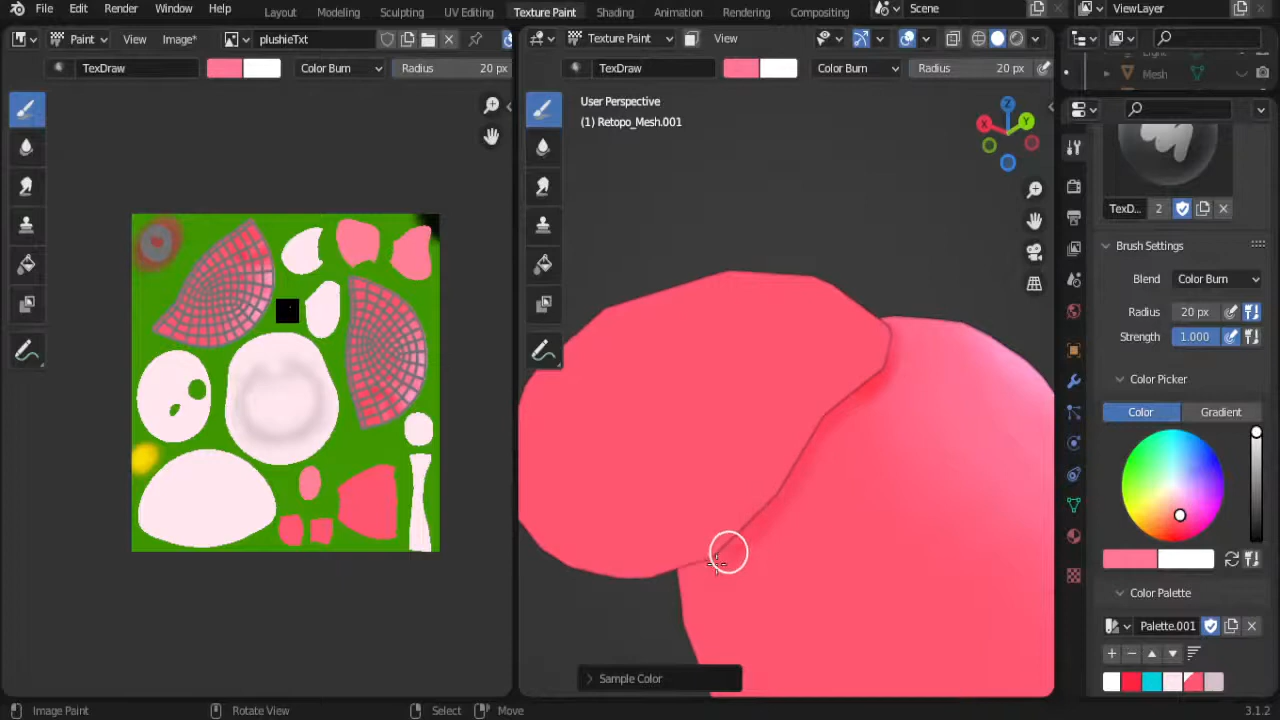 File Edit Render Window Help Layout Modeling Sculpting UV Editing Texture Paint Shading Animation Rendering Compositing Scene ViewLayer
Paint View Image* plushieTxt Texture Paint View
TexDraw Color Burn Radius 20 px TexDraw Color Burn Radius 20 px
Mesh
User Perspective
(1) Retopo_Mesh.001
X Y Z
TexD... 2
Brush Settings
Blend Color Burn
Radius 20 px
Strength 1.000
Color Picker
Color Gradient
Color Palette
Palette.001
Sample Color
Image Paint Rotate View Select Move 3.1.2